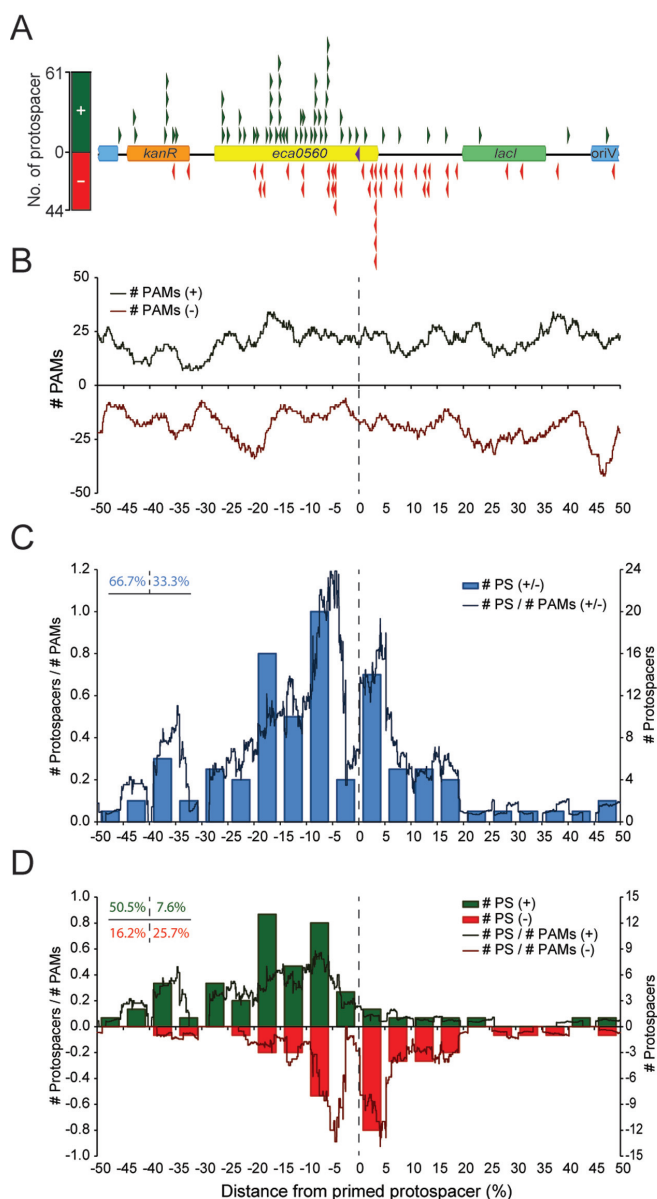 A
No. of protospacer
61
+
0
−
44
kanR
eca0560
lacI
oriV
B
# PAMs
50
25
0
-25
-50
# PAMs (+)
# PAMs (-)
-50 -45 -40 -35 -30 -25 -20 -15 -10 -5 0 5 10 15 20 25 30 35 40 45 50
C
# Protospacers / # PAMs
1.2
1.0
0.8
0.6
0.4
0.2
0.0
66.7% 33.3%
# PS (+/-)
# PS / # PAMs (+/-)
24
20
16
12
8
4
0
# Protospacers
-50 -45 -40 -35 -30 -25 -20 -15 -10 -5 0 5 10 15 20 25 30 35 40 45 50
D
# Protospacers / # PAMs
1.0
0.8
0.6
0.4
0.2
0.0
-0.2
-0.4
-0.6
-0.8
-1.0
50.5% 7.6%
16.2% 25.7%
# PS (+)
# PS (-)
# PS / # PAMs (+)
# PS / # PAMs (-)
15
12
9
6
3
0
-3
-6
-9
-12
-15
# Protospacers
-50 -45 -40 -35 -30 -25 -20 -15 -10 -5 0 5 10 15 20 25 30 35 40 45 50
Distance from primed protospacer (%)